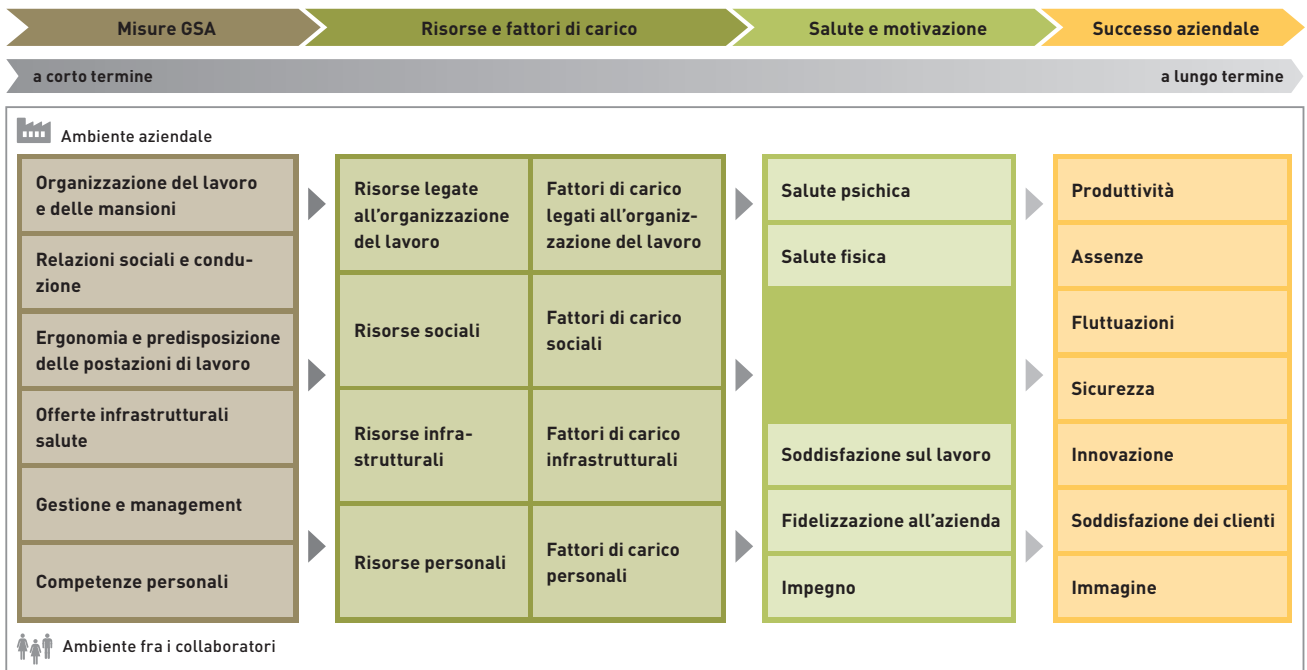 Misure GSA
Risorse e fattori di carico
Salute e motivazione
Successo aziendale
a corto termine
a lungo termine
Ambiente aziendale
Organizzazione del lavoro
e delle mansioni
Relazioni sociali e condu-
zione
Ergonomia e predisposizione
delle postazioni di lavoro
Offerte infrastrutturali
salute
Gestione e management
Competenze personali
Risorse legate
all'organizzazione
del lavoro
Fattori di carico
legati all'organiz-
zazione del lavoro
Risorse sociali
Fattori di carico
sociali
Risorse infra-
strutturali
Fattori di carico
infrastrutturali
Risorse personali
Fattori di carico
personali
Salute psichica
Salute fisica
Soddisfazione sul lavoro
Fidelizzazione all'azienda
Impegno
Produttività
Assenze
Fluttuazioni
Sicurezza
Innovazione
Soddisfazione dei clienti
Immagine
Ambiente fra i collaboratori